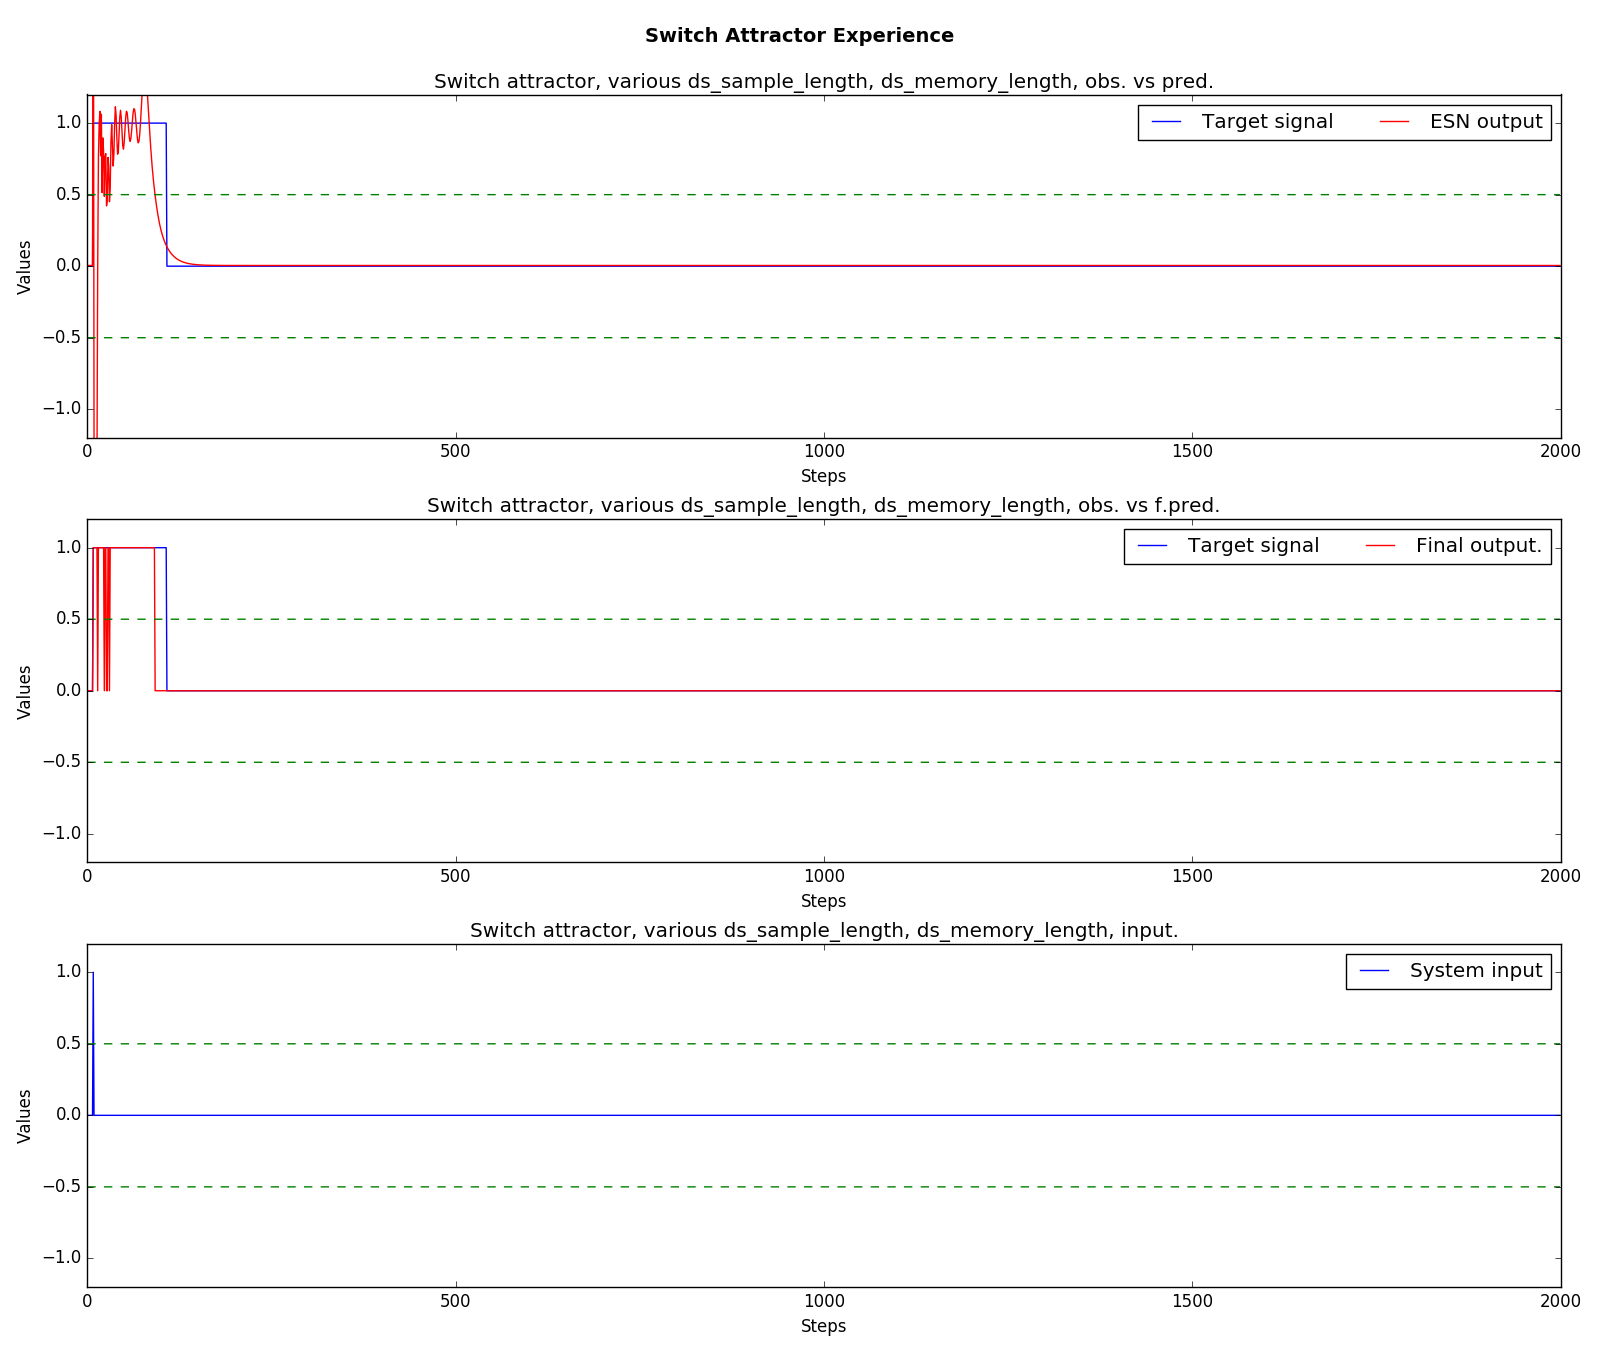 Switch Attractor Experience
Switch attractor, various ds_sample_length, ds_memory_length, obs. vs pred.
Target signal ESN output
1.0
0.5
0.0
−0.5
−1.0
Values
0 500 1000 1500 2000
Steps
Switch attractor, various ds_sample_length, ds_memory_length, obs. vs f.pred.
Target signal Final output.
1.0
0.5
0.0
−0.5
−1.0
Values
0 500 1000 1500 2000
Steps
Switch attractor, various ds_sample_length, ds_memory_length, input.
System input
1.0
0.5
0.0
−0.5
−1.0
Values
0 500 1000 1500 2000
Steps